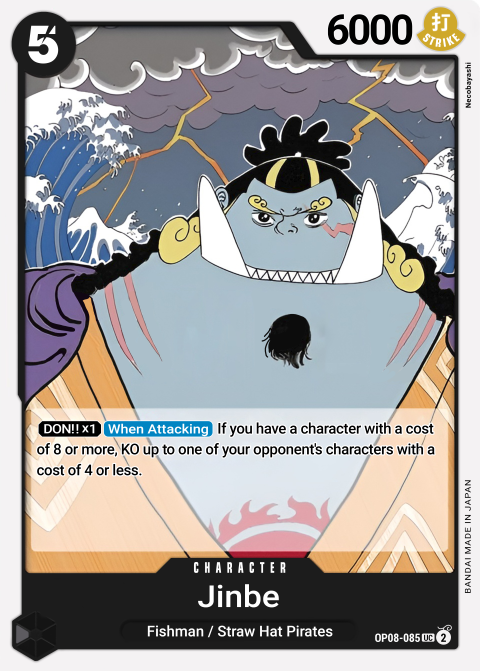 5
6000
打
STRIKE
Necobayashi
DON!!x1 When Attacking If you have a character with a cost
of 8 or more, KO up to one of your opponent's characters with a
cost of 4 or less.
BANDAI MADE IN JAPAN
CHARACTER
Jinbe
Fishman / Straw Hat Pirates
OP08-085 UC 2